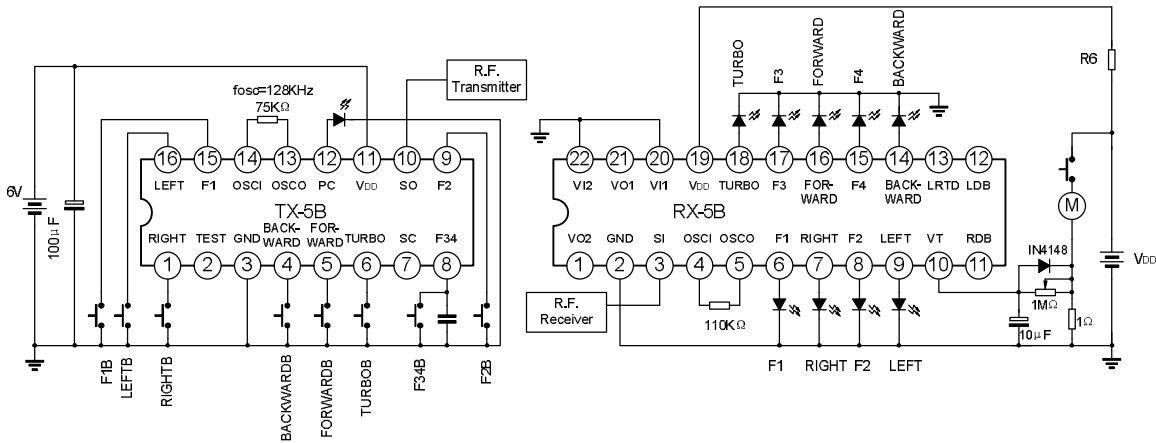 R.F.
Transmitter
fosc=128KHz
75KΩ
16 15 14 13 12 11 10 9
LEFT F1 OSCI OSCO PC VDD SO F2
TX-5B
BACK-
WARD
FOR-
WARD
RIGHT TEST GND TURBO SC F34
1 2 3 4 5 6 7 8
6V
100μF
F1B
LEFTB
RIGHTB
BACKWARDB
FORWARDB
TURBOB
F34B
F2B
TURBO
F3
FORWARD
F4
BACKWARD
R6
22 21 20 19 18 17 16 15 14 13 12
VI2 VO1 VI1 VDD TURBO F3 FOR-
WARD
F4 BACK-
WARD
LRTD LDB
RX-5B
VO2 GND SI OSCI OSCO F1 RIGHT F2 LEFT VT RDB
1 2 3 4 5 6 7 8 9 10 11
R.F.
Receiver
110KΩ
M
IN4148
1MΩ
10μF
1Ω
VDD
F1 RIGHT F2 LEFT